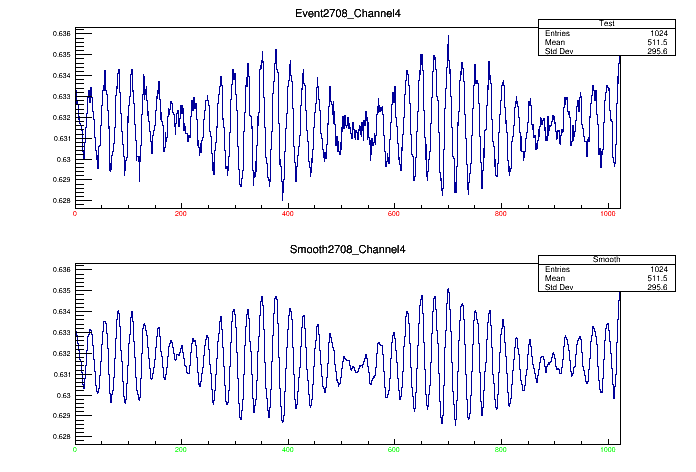 Event2708_Channel4
Test
Entries 1024
Mean 511.5
Std Dev 295.6
0.636
0.635
0.634
0.633
0.632
0.631
0.63
0.629
0.628
0 200 400 600 800 1000
Smooth2708_Channel4
Smooth
Entries 1024
Mean 511.5
Std Dev 295.6
0.636
0.635
0.634
0.633
0.632
0.631
0.63
0.629
0.628
0 200 400 600 800 1000